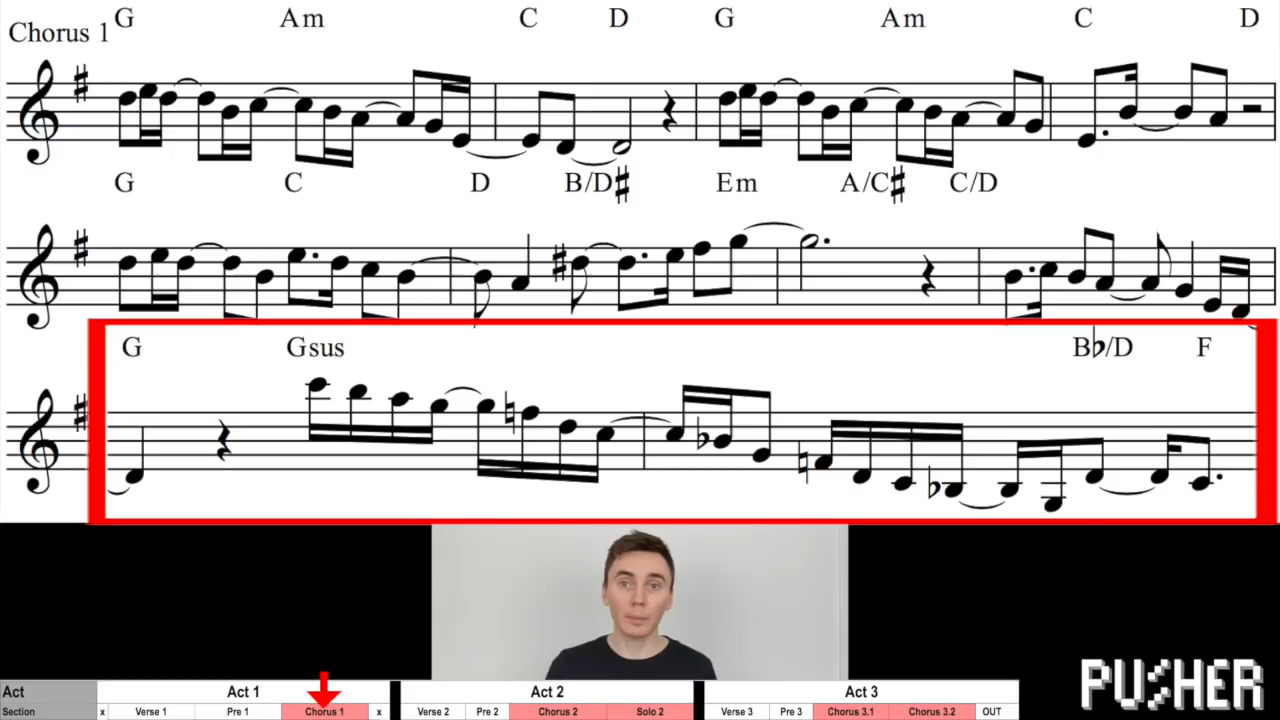 Chorus 1 G Am C D G Am C D
G C D B/D♯ Em A/C♯ C/D
G Gsus B♭/D F
PUSHER
Act Act 1 Act 2 Act 3
Section x Verse 1 Pre 1 Chorus 1 x Verse 2 Pre 2 Chorus 2 Solo 2 Verse 3 Pre 3 Chorus 3.1 Chorus 3.2 OUT